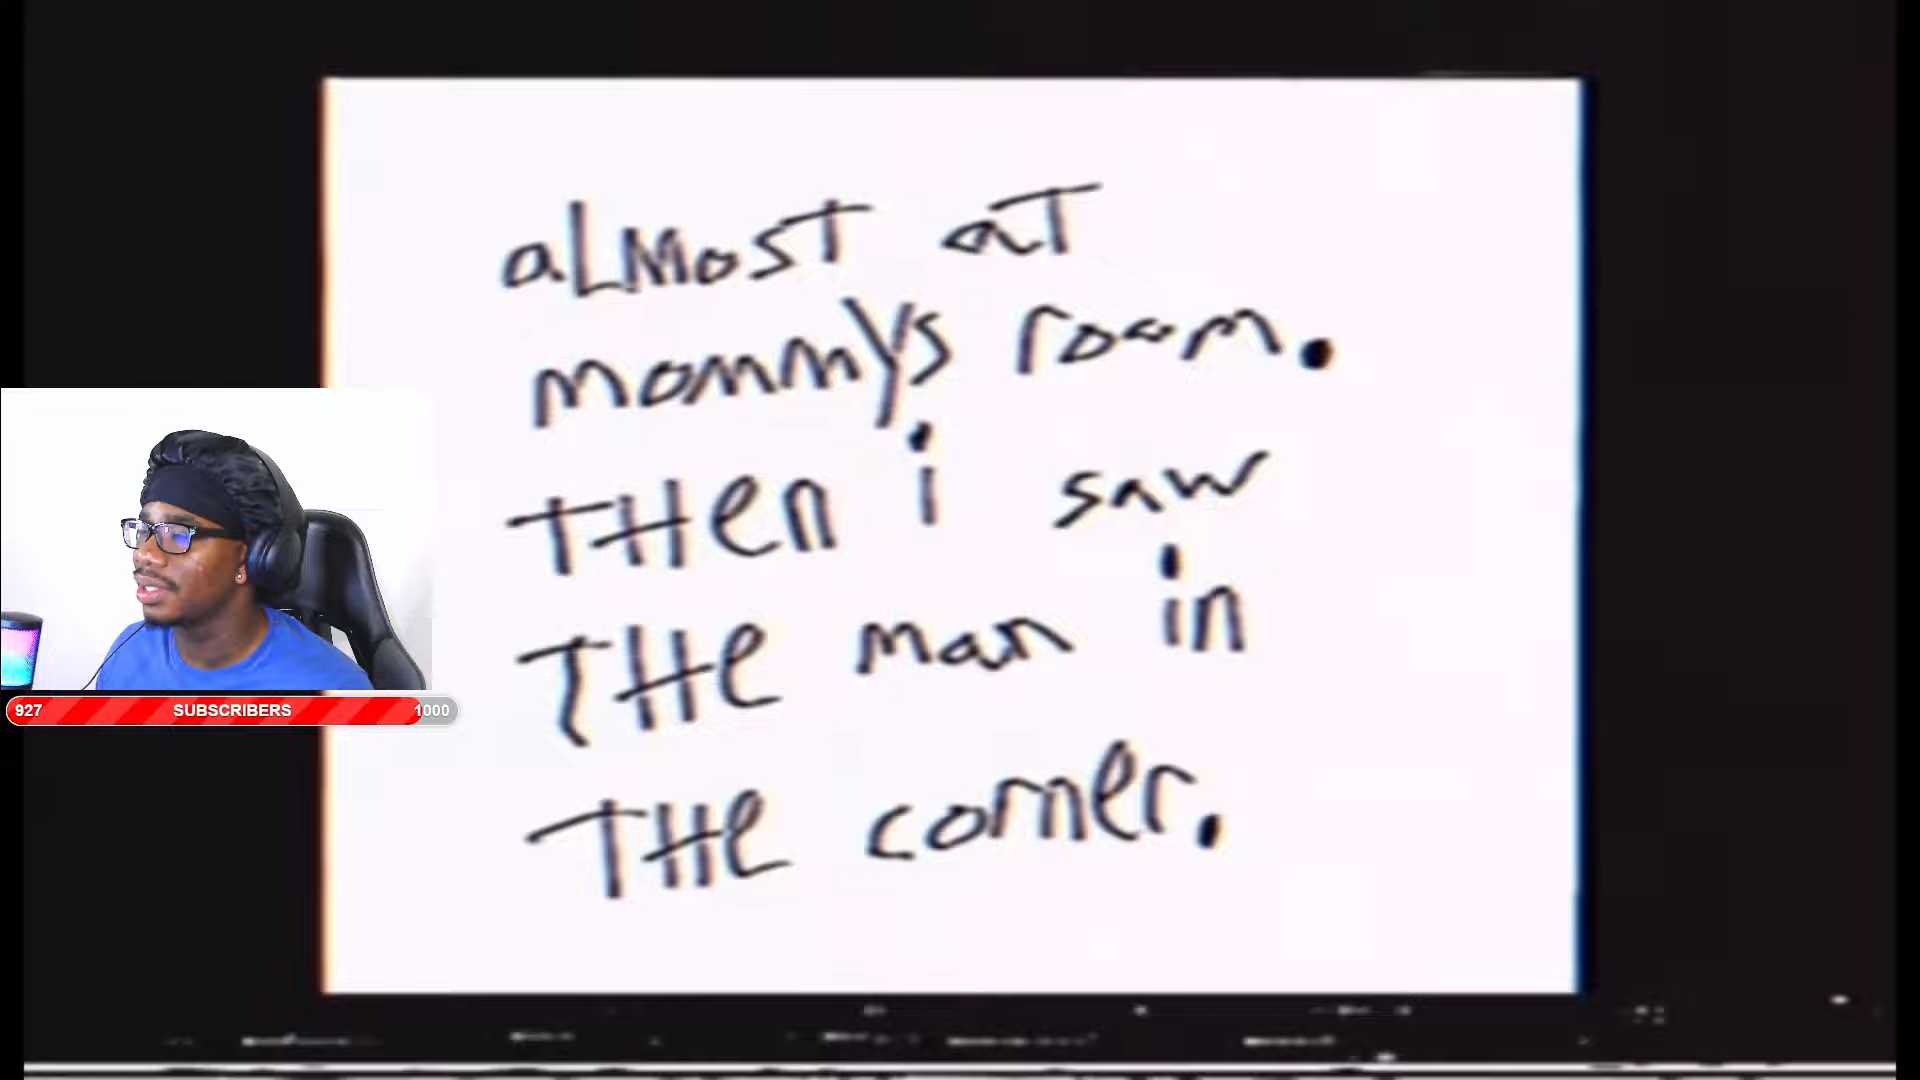 aLMosT aT
mommys room.
THen i saw
THe man in
THe corner.
927 SUBSCRIBERS 1000